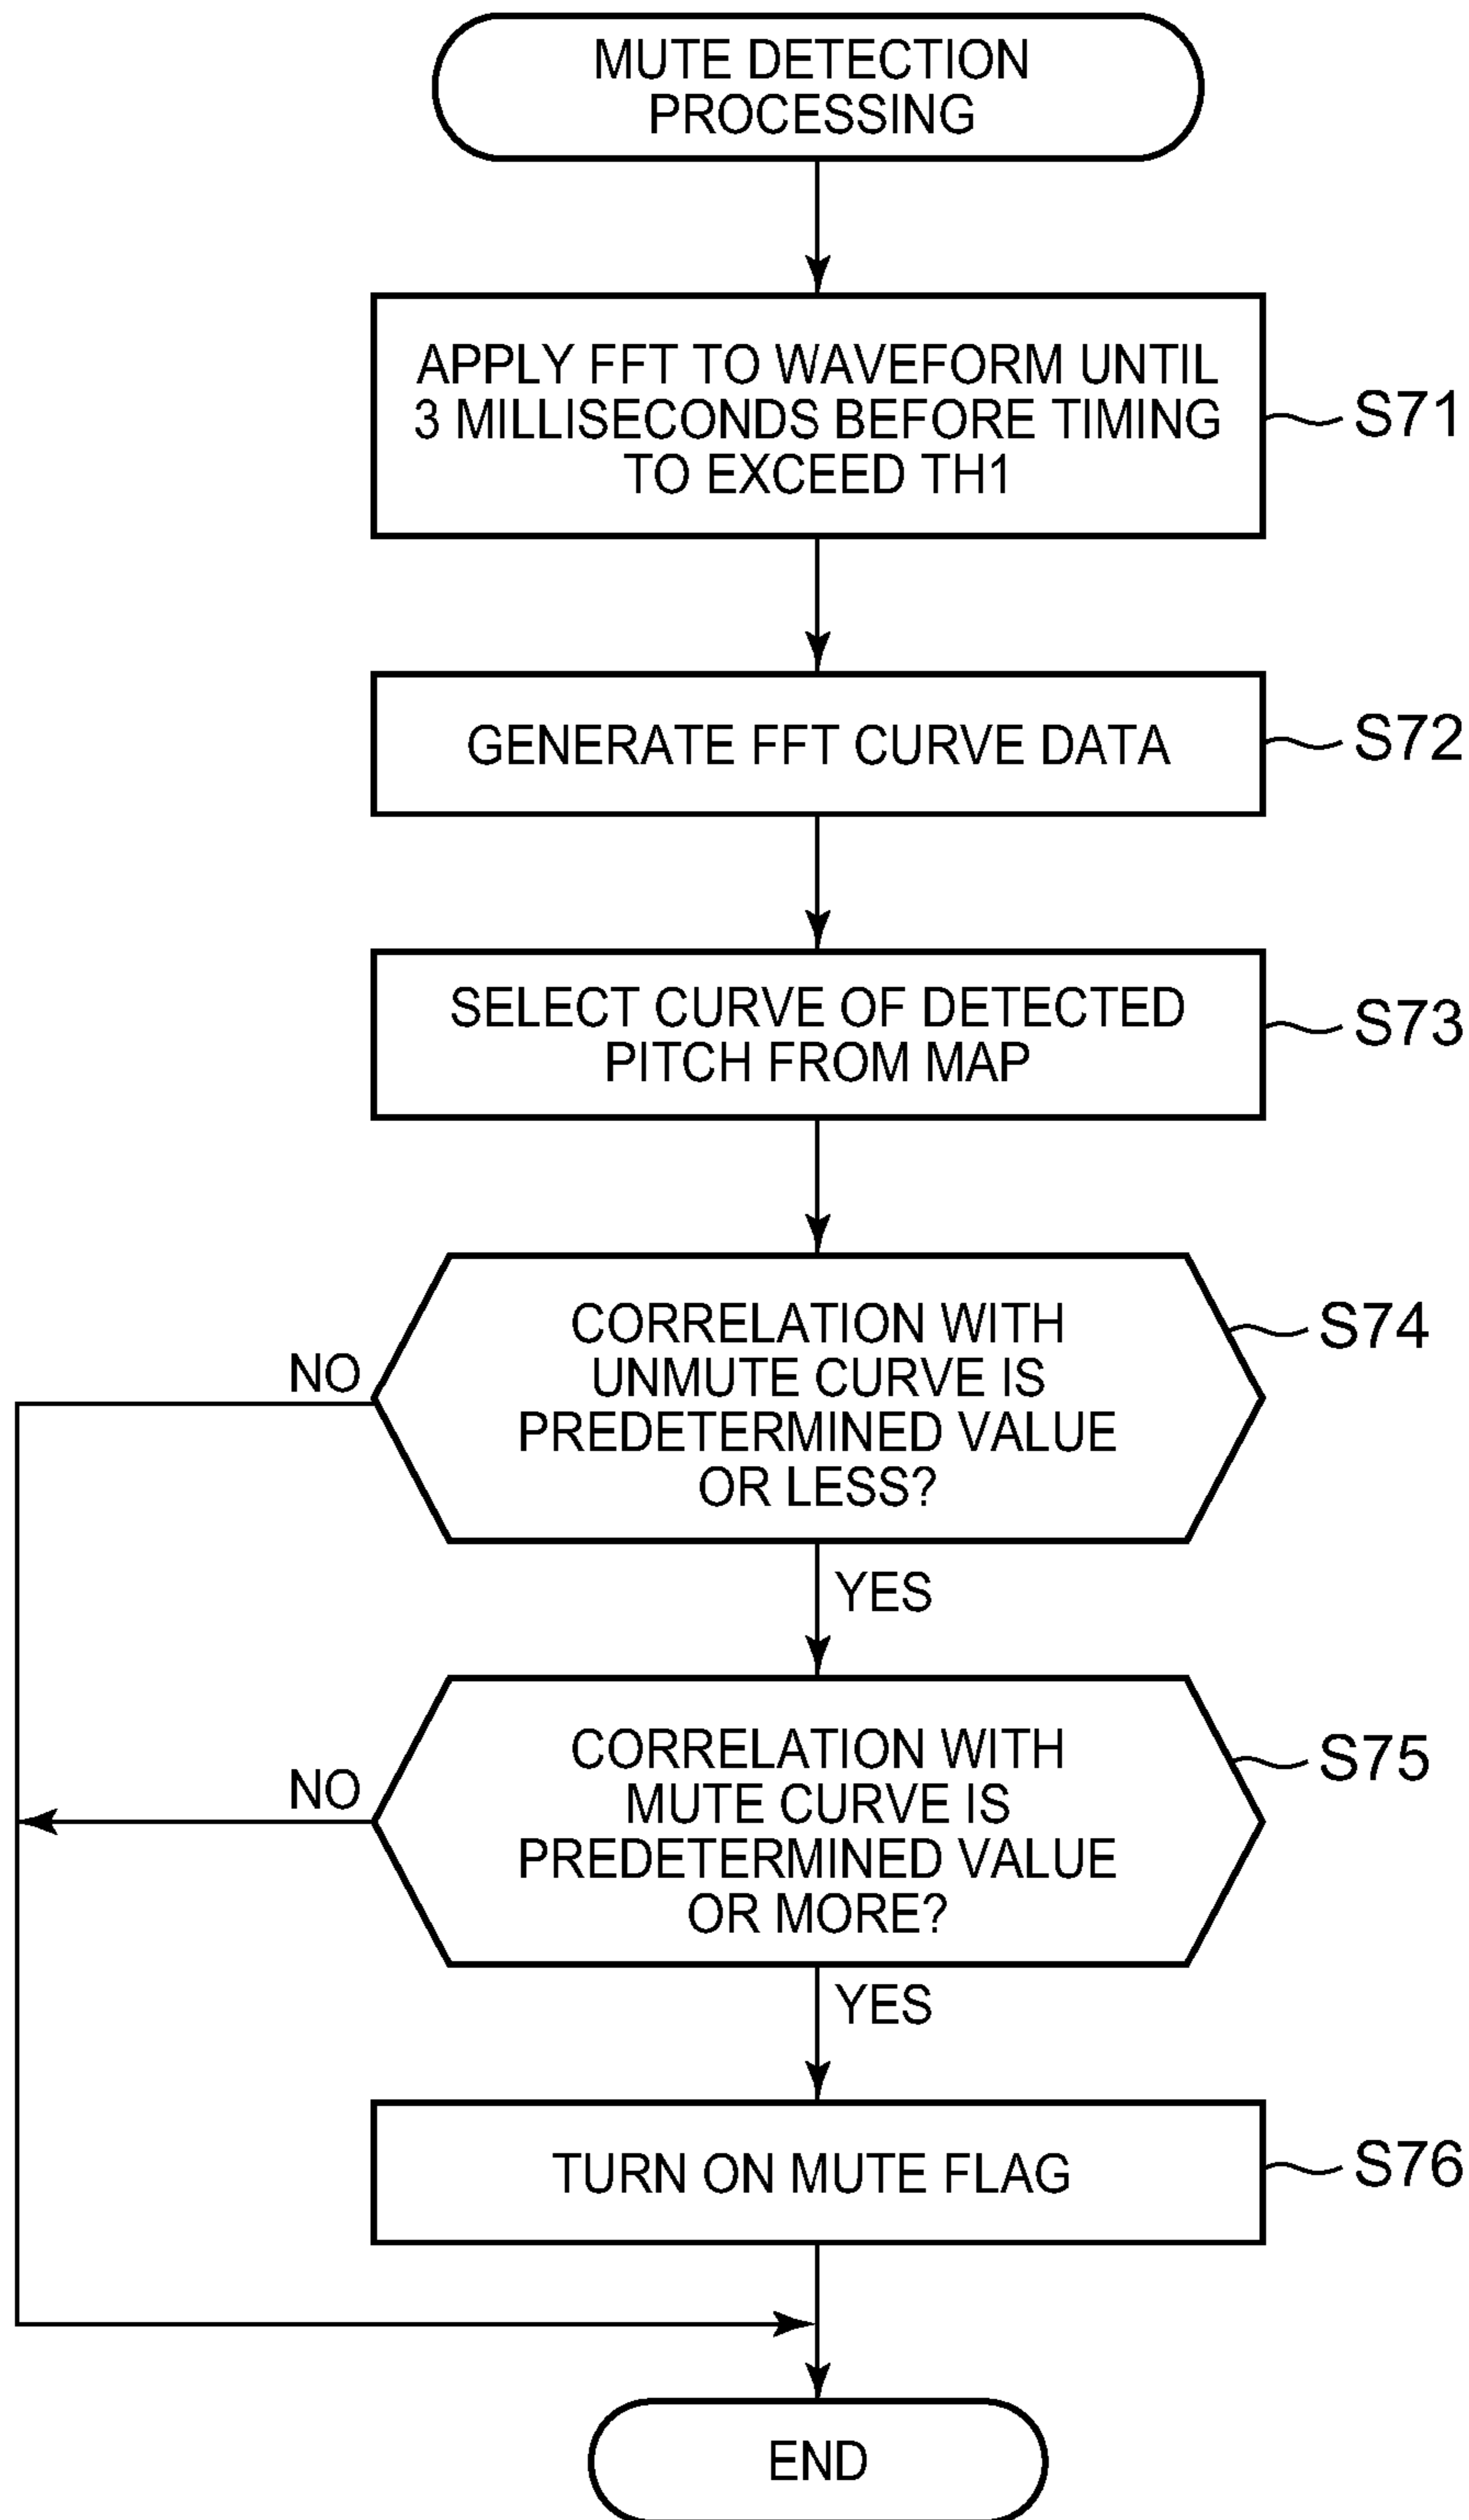 MUTE DETECTION
PROCESSING
APPLY FFT TO WAVEFORM UNTIL
3 MILLISECONDS BEFORE TIMING
TO EXCEED TH1
S71
GENERATE FFT CURVE DATA
S72
SELECT CURVE OF DETECTED
PITCH FROM MAP
S73
CORRELATION WITH
UNMUTE CURVE IS
PREDETERMINED VALUE
OR LESS?
S74
NO
YES
CORRELATION WITH
MUTE CURVE IS
PREDETERMINED VALUE
OR MORE?
S75
NO
YES
TURN ON MUTE FLAG
S76
END